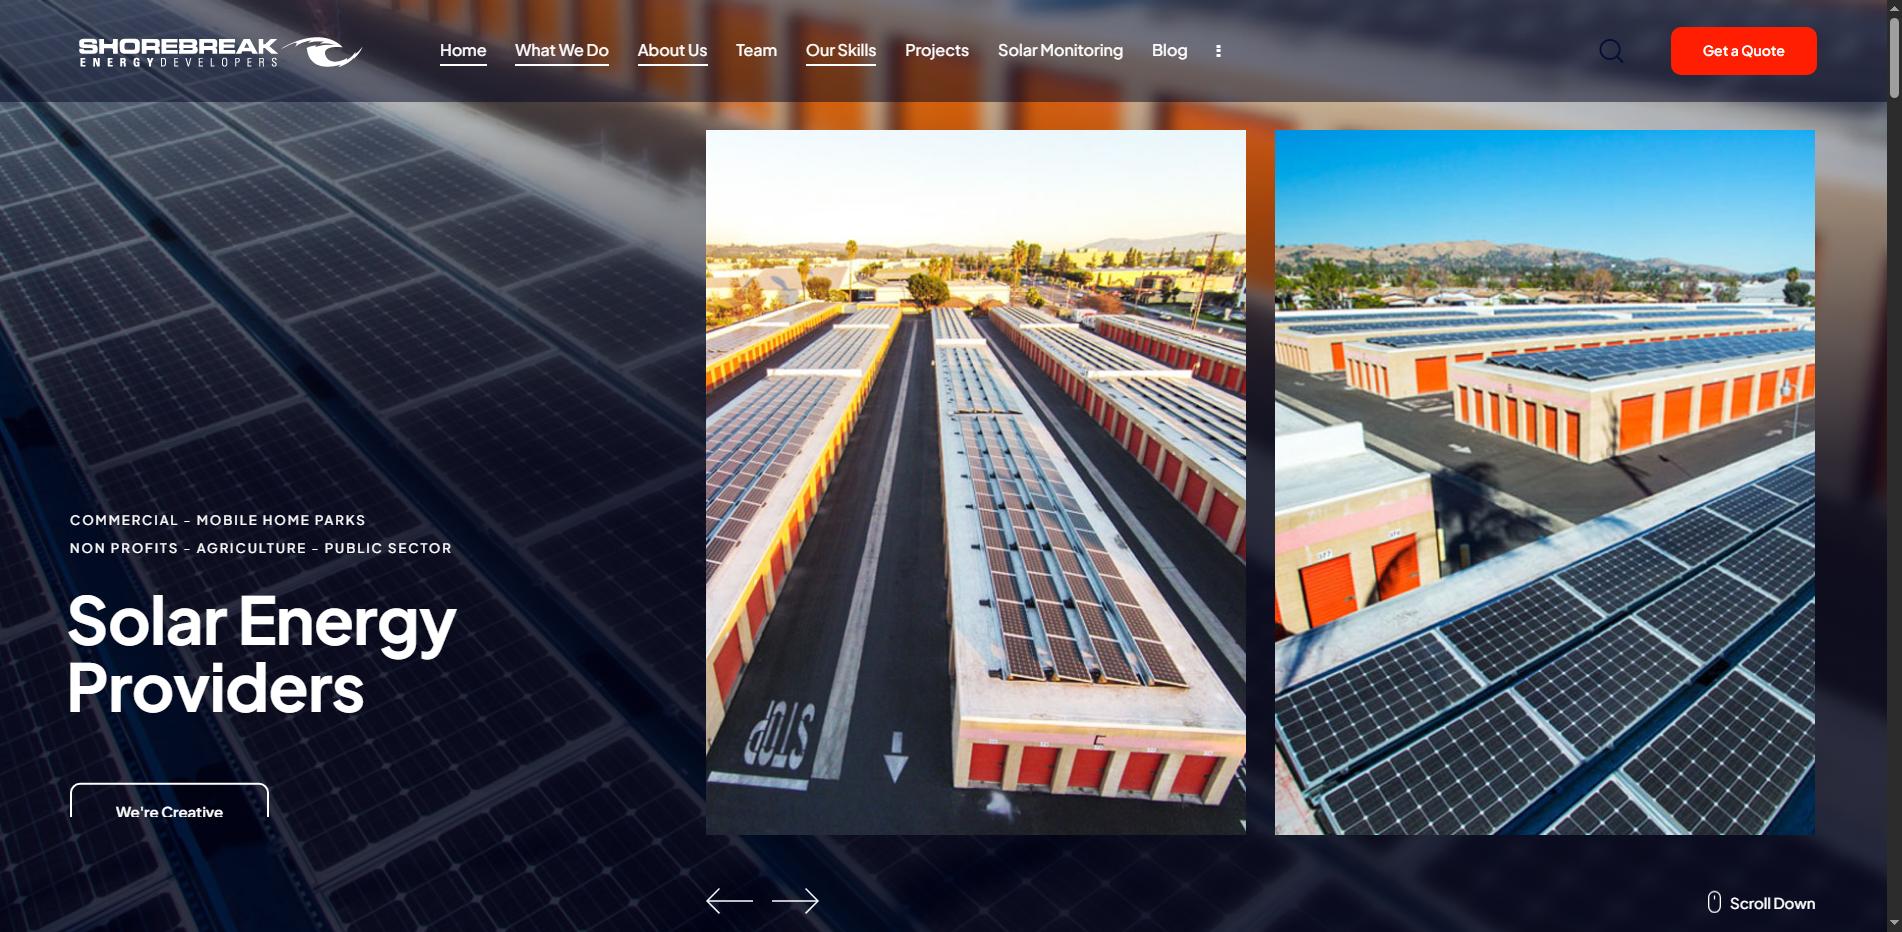 SHOREBREAK
ENERGY DEVELOPERS
Home What We Do About Us Team Our Skills Projects Solar Monitoring Blog
Get a Quote
COMMERCIAL - MOBILE HOME PARKS
NON PROFITS - AGRICULTURE - PUBLIC SECTOR
Solar Energy
Providers
We're Creative
STOP
Scroll Down